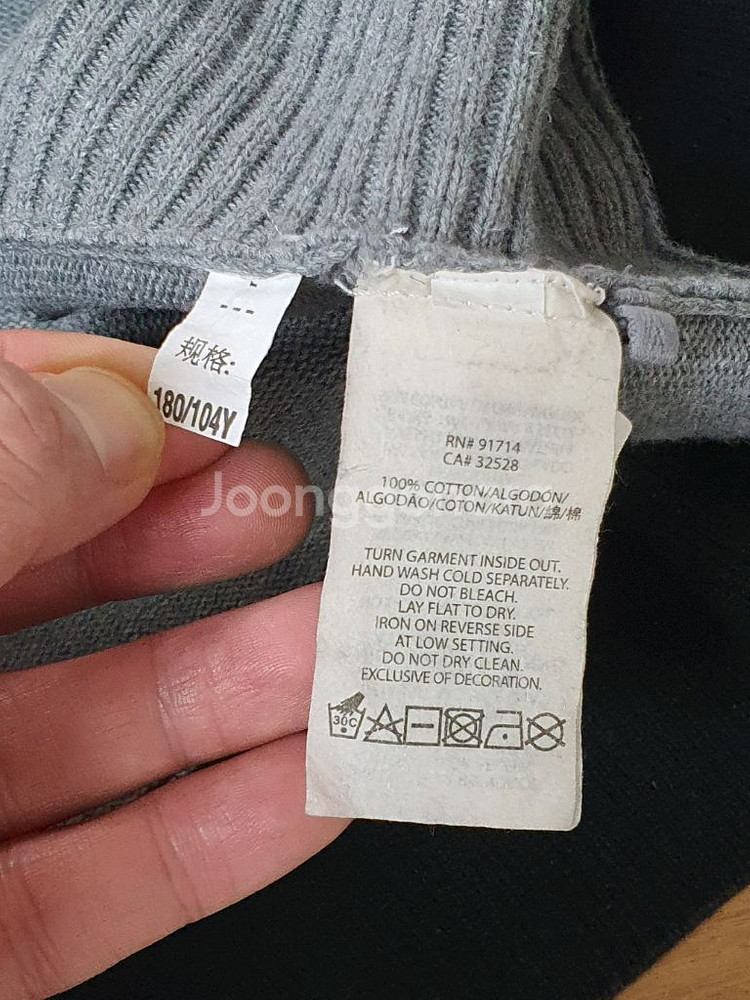 规格:
180/104Y
RN# 91714
CA# 32528
100% COTTON/ALGODÓN/
ALGODÃO/COTON/KATUN/綿/棉
TURN GARMENT INSIDE OUT.
HAND WASH COLD SEPARATELY.
DO NOT BLEACH.
LAY FLAT TO DRY.
IRON ON REVERSE SIDE
AT LOW SETTING.
DO NOT DRY CLEAN.
EXCLUSIVE OF DECORATION.
30C